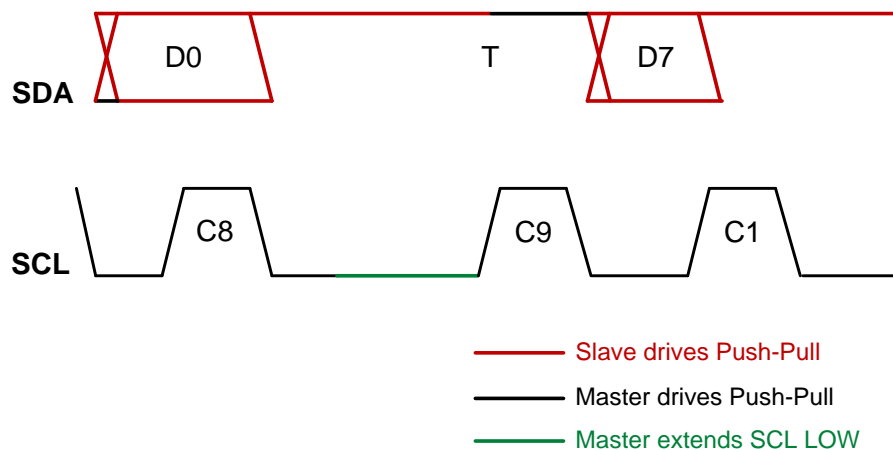 D0
T
D7
SDA
C8
C9
C1
SCL
Slave drives Push-Pull
Master drives Push-Pull
Master extends SCL LOW